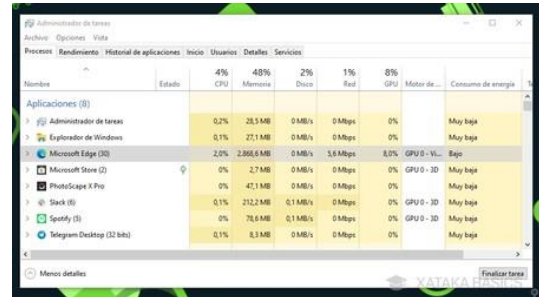 Administrador de tareas
Archivo Opciones Vista
Procesos Rendimiento Historial de aplicaciones Inicio Usuarios Detalles Servicios
4% 48% 2% 1% 8%
Nombre Estado CPU Memoria Disco Red GPU Motor de ... Consumo de energía
Aplicaciones (8)
Administrador de tareas 0,2% 28,5 MB 0 MB/s 0 Mbps 0% Muy baja
Explorador de Windows 0,1% 27,1 MB 0 MB/s 0 Mbps 0% Muy baja
Microsoft Edge (30) 2,0% 2.868,6 MB 0 MB/s 5,6 Mbps 8,0% GPU 0 - Vi... Bajo
Microsoft Store (2) 0% 2,7 MB 0 MB/s 0 Mbps 0% GPU 0 - 3D Muy baja
PhotoScape X Pro 0% 47,1 MB 0 MB/s 0 Mbps 0% Muy baja
Slack (6) 0,1% 212,2 MB 0,1 MB/s 0 Mbps 0% GPU 0 - 3D Muy baja
Spotify (5) 0% 78,6 MB 0,1 MB/s 0 Mbps 0% GPU 0 - 3D Muy baja
Telegram Desktop (32 bits) 0,1% 8,3 MB 0 MB/s 0 Mbps 0% Muy baja
Menos detalles Finalizar tarea
XATAKA BASICS